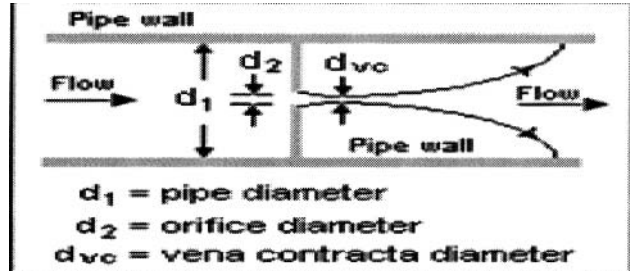 Pipe wall
d₂ dᵥc
Flow d₁ Flow
Pipe wall
d₁ = pipe diameter
d₂ = orifice diameter
dᵥc = vena contracta diameter